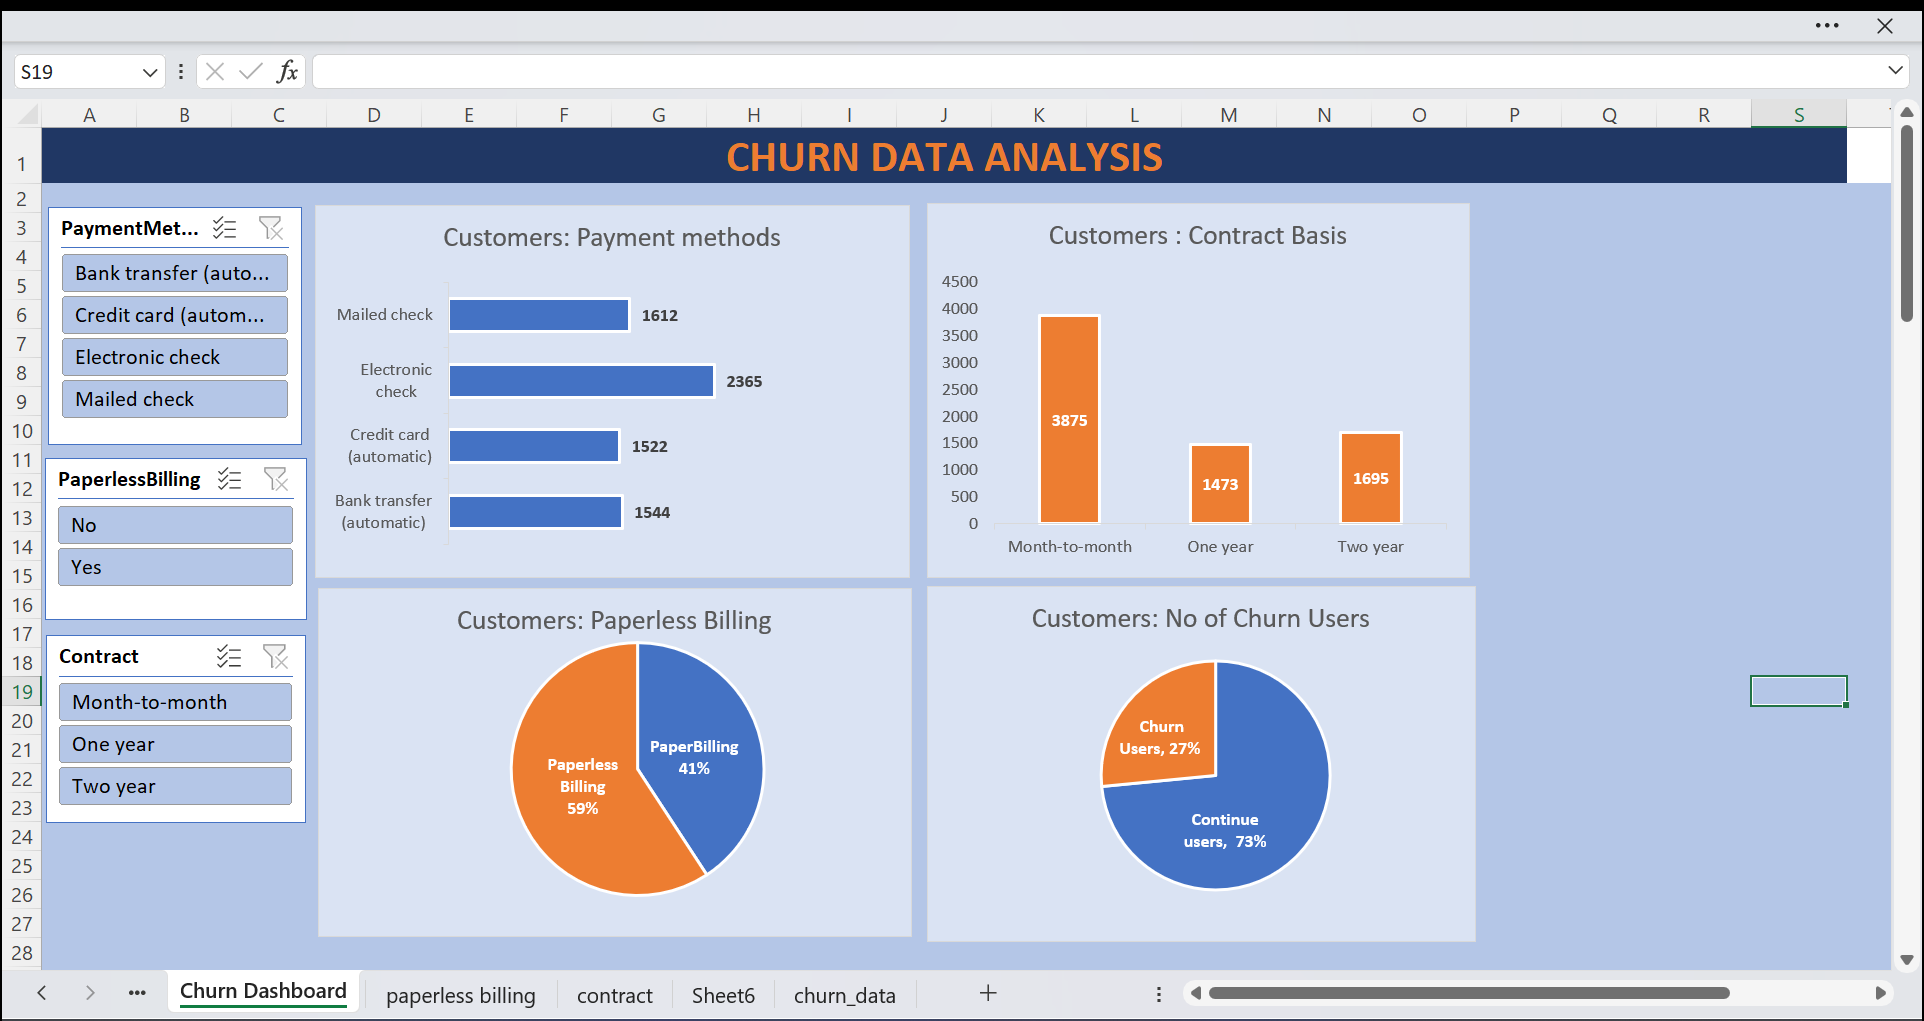 S19
fx
A B C D E F G H I J K L M N O P Q R S
1
CHURN DATA ANALYSIS
2
3
4
5
6
7
8
9
10
11
12
13
14
15
16
17
18
19
20
21
22
23
24
25
26
27
28
PaymentMet...
Bank transfer (auto...
Credit card (autom...
Electronic check
Mailed check
PaperlessBilling
No
Yes
Contract
Month-to-month
One year
Two year
Customers: Payment methods
Mailed check
1612
Electronic
check
2365
Credit card
(automatic)
1522
Bank transfer
(automatic)
1544
Customers : Contract Basis
4500
4000
3500
3000
2500
2000
1500
1000
500
0
3875
1473
1695
Month-to-month One year Two year
Customers: Paperless Billing
PaperBilling
41%
Paperless
Billing
59%
Customers: No of Churn Users
Churn
Users, 27%
Continue
users, 73%
Churn Dashboard paperless billing contract Sheet6 churn_data